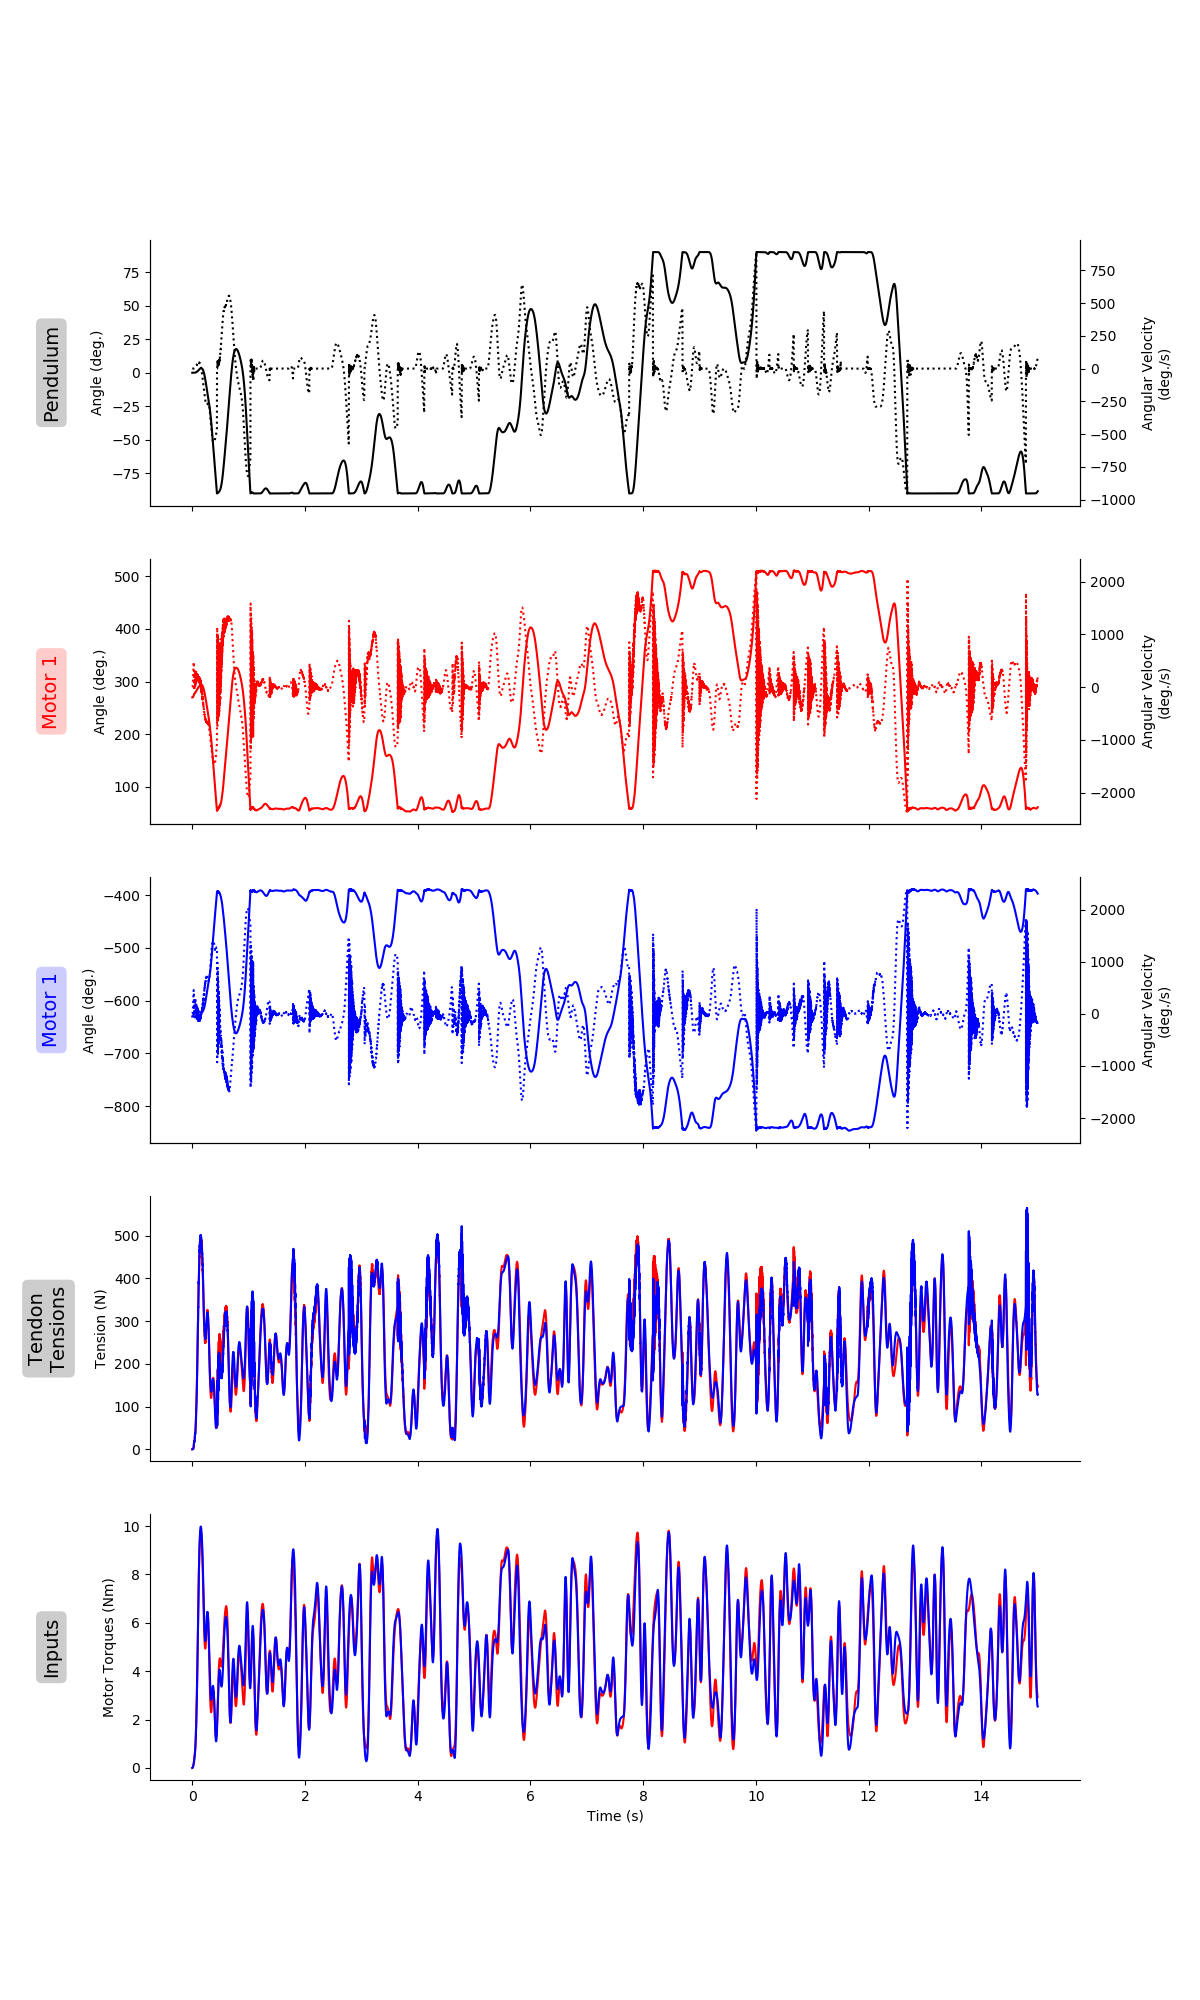 Pendulum
Angle (deg.)
75
50
25
0
−25
−50
−75
750
500
250
0
−250
−500
−750
−1000
Angular Velocity
(deg./s)
Motor 1
Angle (deg.)
500
400
300
200
100
2000
1000
0
−1000
−2000
Angular Velocity
(deg./s)
Motor 1
Angle (deg.)
−400
−500
−600
−700
−800
2000
1000
0
−1000
−2000
Angular Velocity
(deg./s)
Tendon
Tensions
Tension (N)
500
400
300
200
100
0
Inputs
Motor Torques (Nm)
10
8
6
4
2
0
0 2 4 6 8 10 12 14
Time (s)